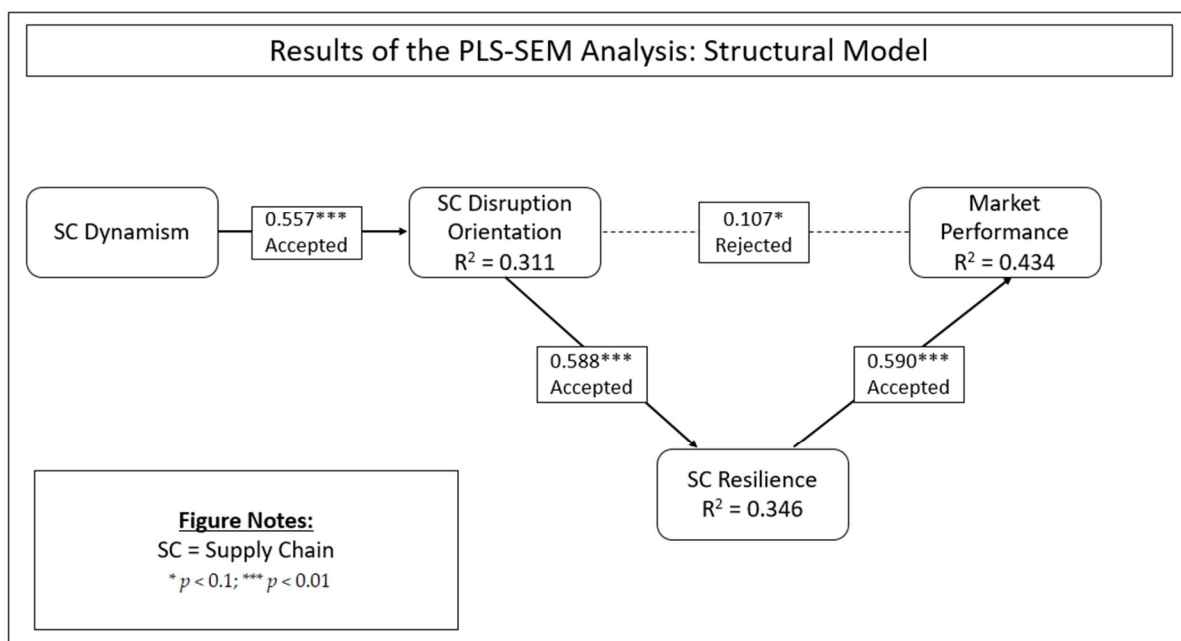 Results of the PLS-SEM Analysis: Structural Model
SC Dynamism
0.557***
Accepted
SC Disruption
Orientation
R² = 0.311
0.107*
Rejected
Market
Performance
R² = 0.434
0.588***
Accepted
0.590***
Accepted
SC Resilience
R² = 0.346
Figure Notes:
SC = Supply Chain
* p < 0.1; *** p < 0.01